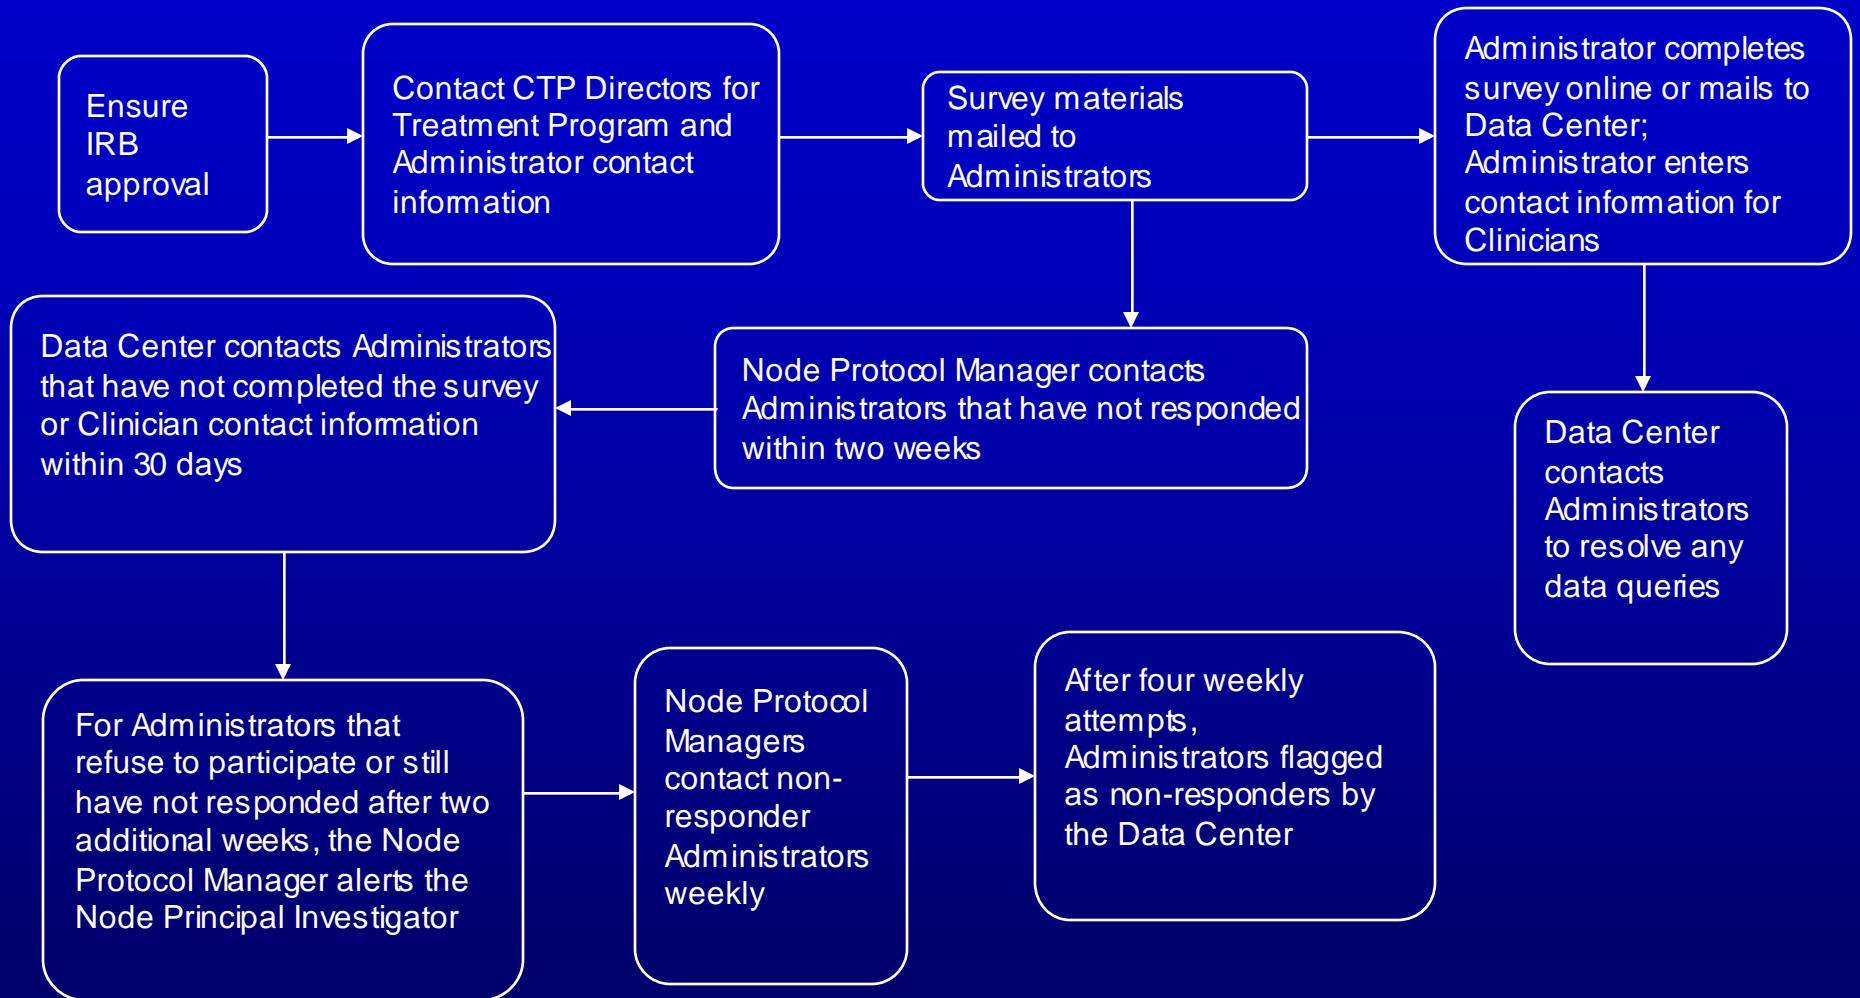 Ensure
IRB
approval
Contact CTP Directors for
Treatment Program and
Administrator contact
information
Survey materials
mailed to
Administrators
Administrator completes
survey online or mails to
Data Center;
Administrator enters
contact information for
Clinicians
Data Center contacts Administrators
that have not completed the survey
or Clinician contact information
within 30 days
Node Protocol Manager contacts
Administrators that have not responded
within two weeks
Data Center
contacts
Administrators
to resolve any
data queries
For Administrators that
refuse to participate or still
have not responded after two
additional weeks, the Node
Protocol Manager alerts the
Node Principal Investigator
Node Protocol
Managers
contact non-
responder
Administrators
weekly
After four weekly
attempts,
Administrators flagged
as non-responders by
the Data Center